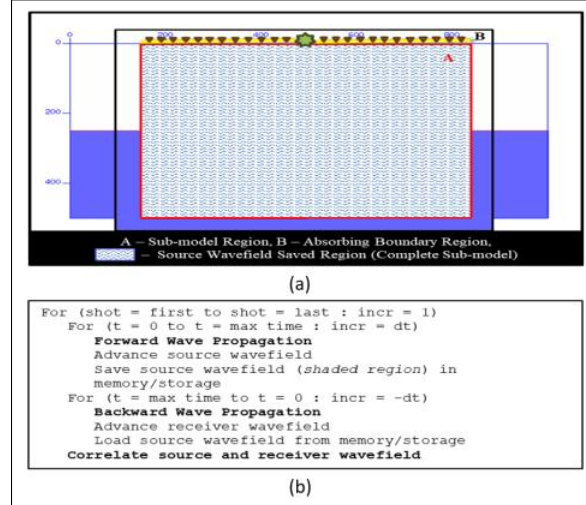 0 200 400 600 800 B
0
A
200
400
A – Sub-model Region, B – Absorbing Boundary Region,
– Source Wavefield Saved Region (Complete Sub-model)
(a)
For (shot = first to shot = last : incr = 1)
For (t = 0 to t = max time : incr = dt)
Forward Wave Propagation
Advance source wavefield
Save source wavefield (shaded region) in
memory/storage
For (t = max time to t = 0 : incr = -dt)
Backward Wave Propagation
Advance receiver wavefield
Load source wavefield from memory/storage
Correlate source and receiver wavefield
(b)